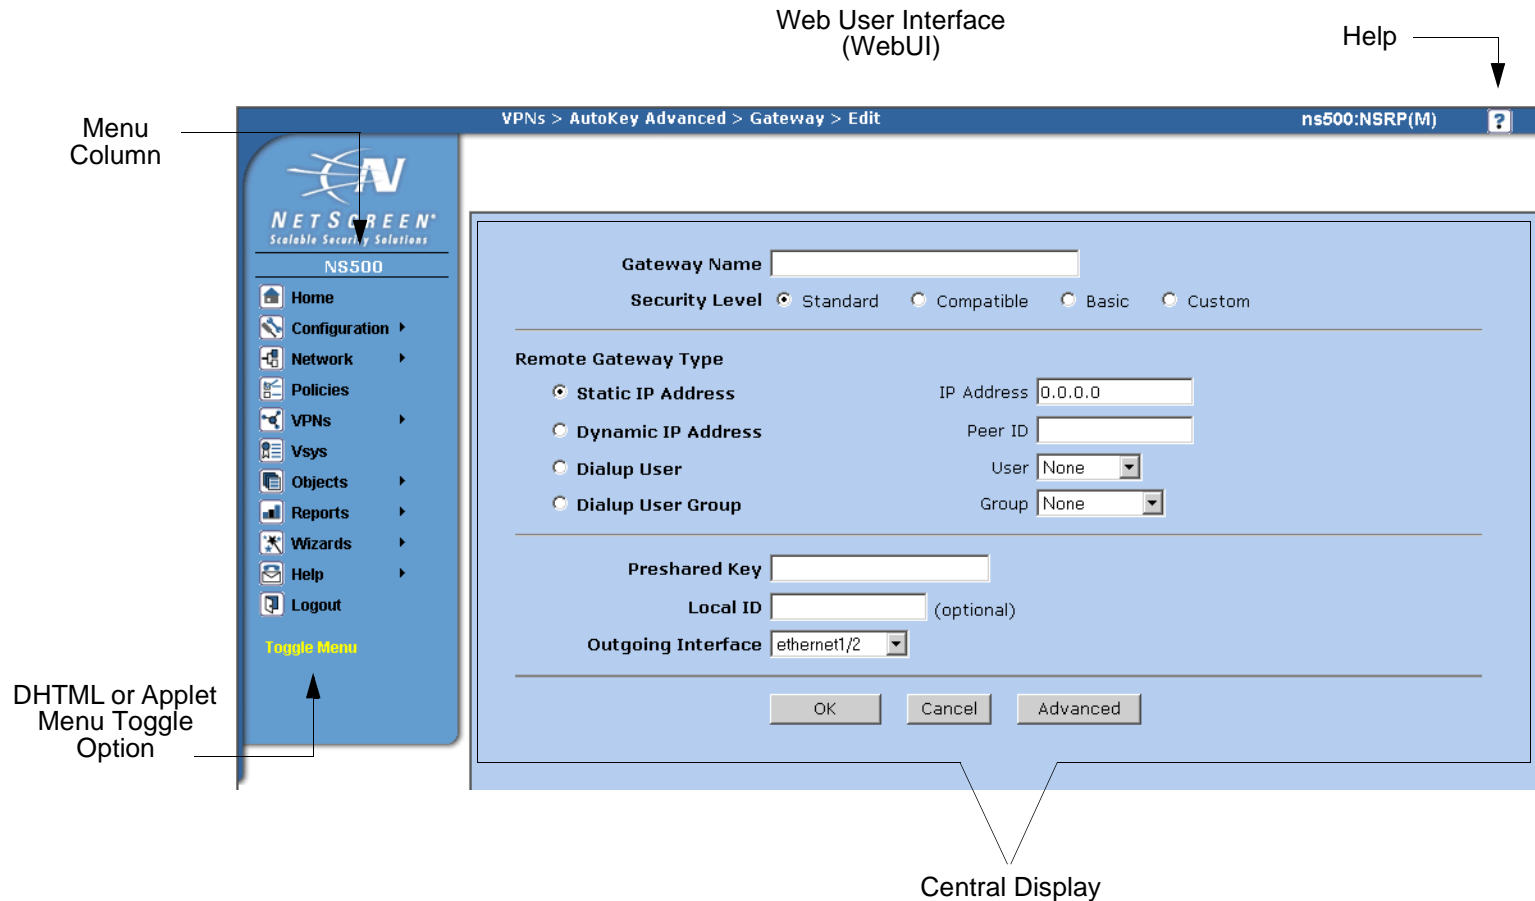 Web User Interface
(WebUI)
Help
Menu
Column
VPNs > AutoKey Advanced > Gateway > Edit
ns500:NSRP(M)
?
N
NETSCREEN
Scalable Security Solutions
NS500
Home
Configuration
Network
Policies
VPNs
Vsys
Objects
Reports
Wizards
Help
Logout
Toggle Menu
DHTML or Applet
Menu Toggle
Option
Gateway Name
Security Level Standard Compatible Basic Custom
Remote Gateway Type
Static IP Address IP Address 0.0.0.0
Dynamic IP Address Peer ID
Dialup User User None
Dialup User Group Group None
Preshared Key
Local ID (optional)
Outgoing Interface ethernet1/2
OK Cancel Advanced
Central Display